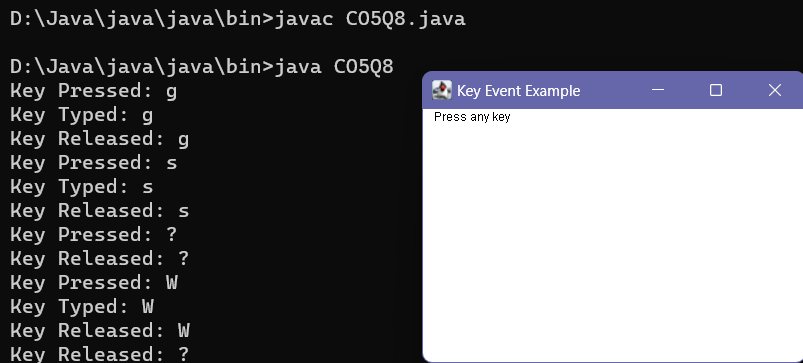 D:\Java\java\java\bin>javac CO5Q8.java
D:\Java\java\java\bin>java CO5Q8
Key Pressed: g
Key Typed: g
Key Released: g
Key Pressed: s
Key Typed: s
Key Released: s
Key Pressed: ?
Key Released: ?
Key Pressed: W
Key Typed: W
Key Released: W
Key Released: ?
Key Event Example
Press any key